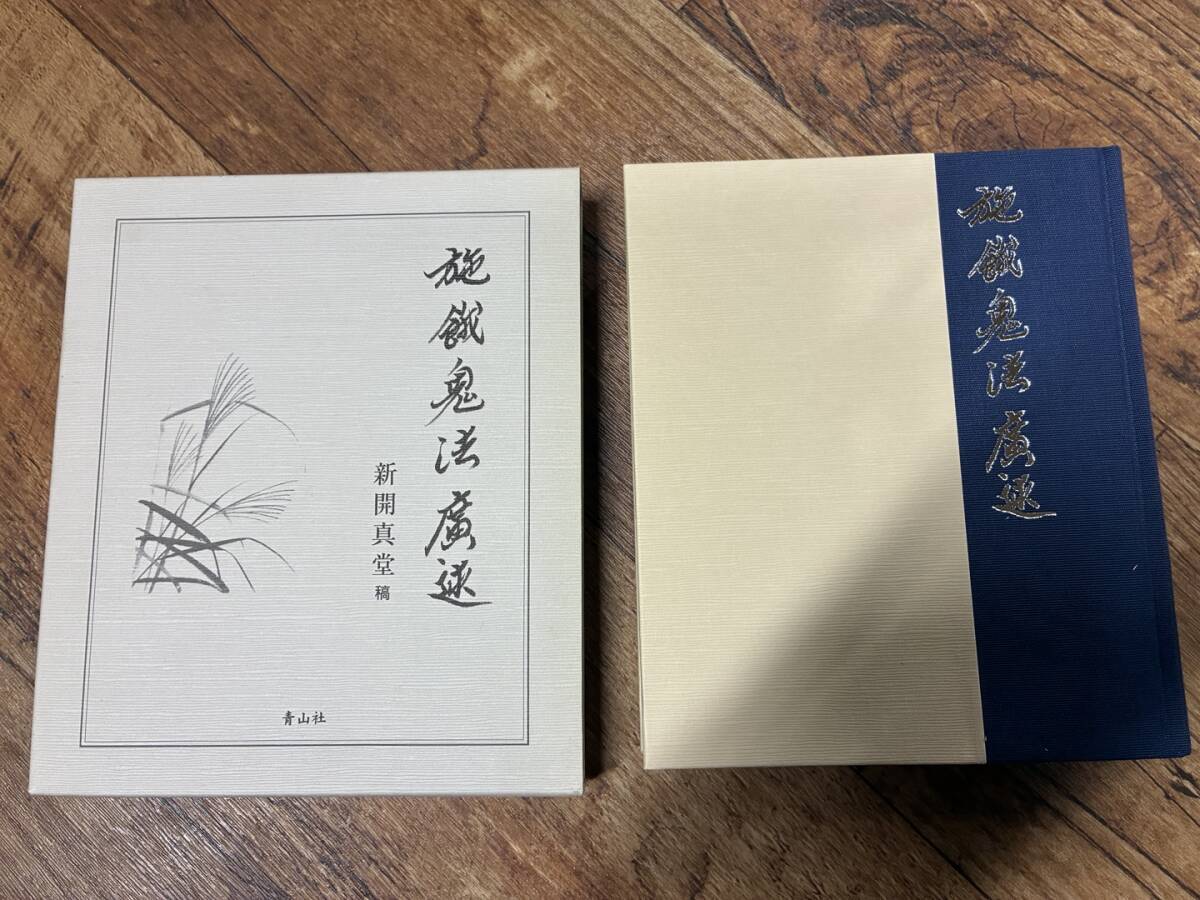 施餓鬼法廣述
新開真堂 稿
青山社
施餓鬼法廣述